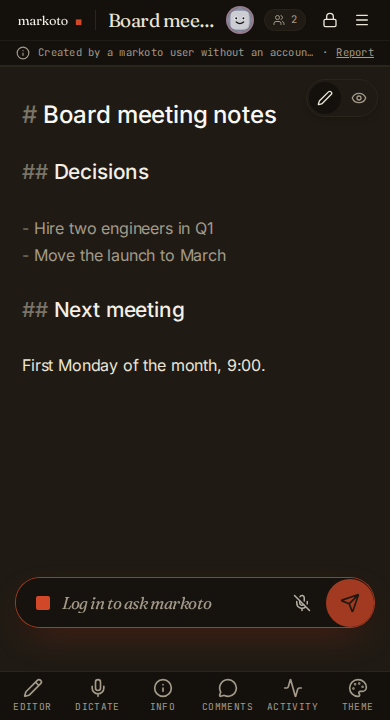 markoto Board mee... 2
Created by a markoto user without an accoun… · Report
# Board meeting notes
## Decisions
- Hire two engineers in Q1
- Move the launch to March
## Next meeting
First Monday of the month, 9:00.
Log in to ask markoto
EDITOR DICTATE INFO COMMENTS ACTIVITY THEME